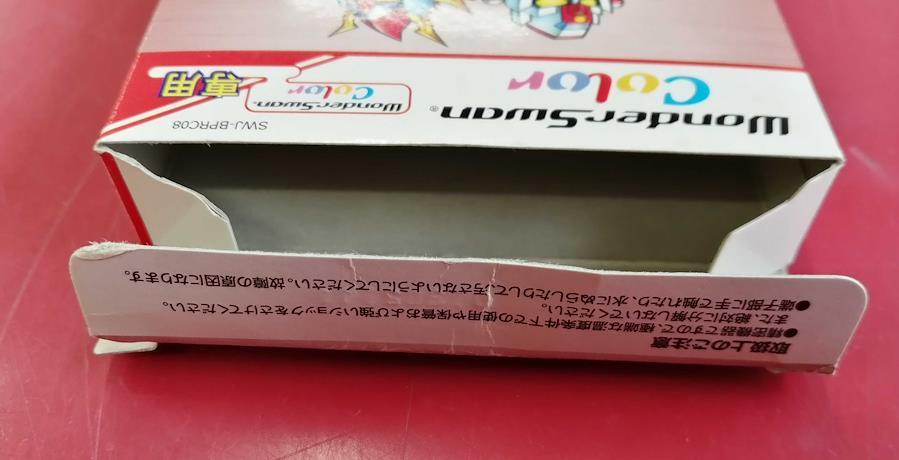 取扱上のご注意
●精密機器ですので、極端な温度条件下での使用や保管および強いショックをさけてください。
また、絶対に分解しないでください。
●端子部に手で触れたり、水にぬらしたりして、汚さないようにしてください。故障の原因になります。
SWJ-BPRC08
WonderSwan®
Color
WonderSwan
Color
専用